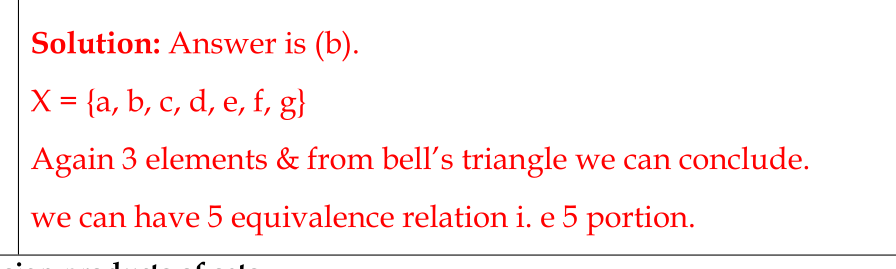 Solution: Answer is (b).
X = {a, b, c, d, e, f, g}
Again 3 elements & from bell's triangle we can conclude.
we can have 5 equivalence relation i. e 5 portion.